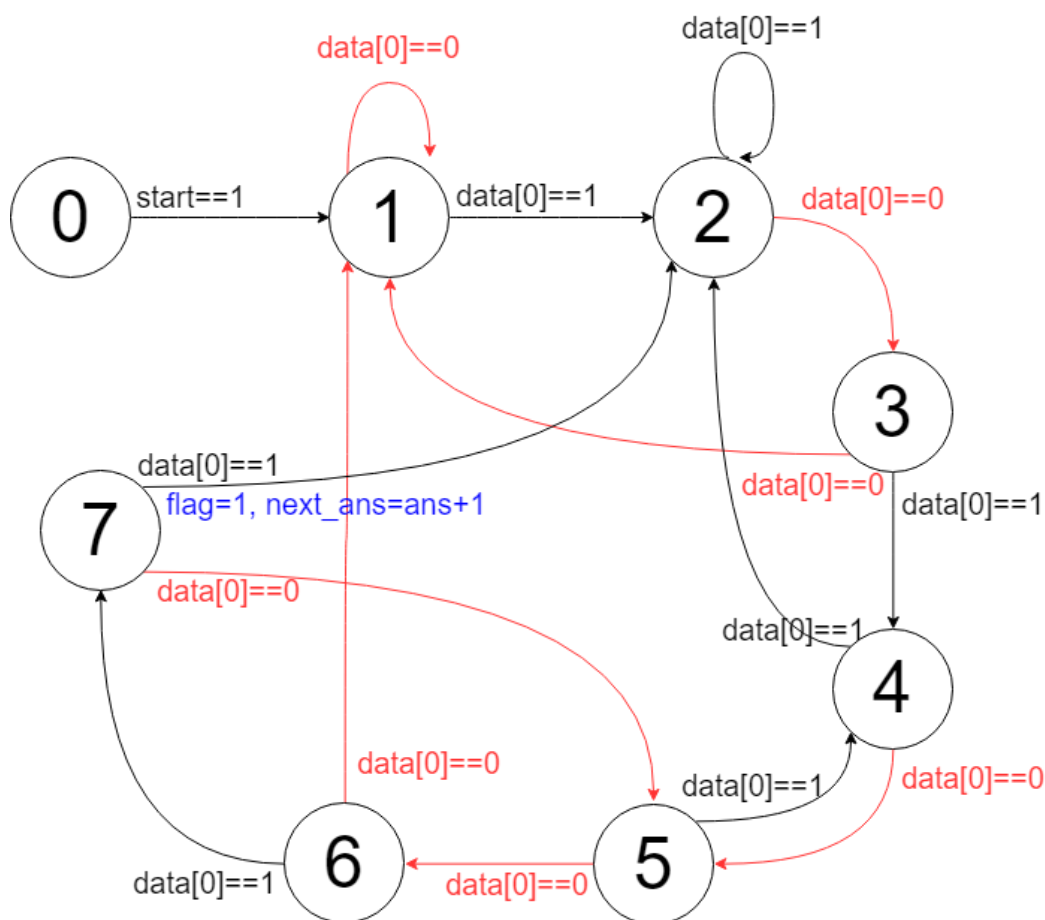 data[0]==1
data[0]==0
0
start==1
1
data[0]==1
2
data[0]==0
3
data[0]==1
data[0]==0
flag=1, next_ans=ans+1
data[0]==1
7
data[0]==0
data[0]==1
4
data[0]==0
data[0]==0
data[0]==1
6
5
data[0]==1
data[0]==0